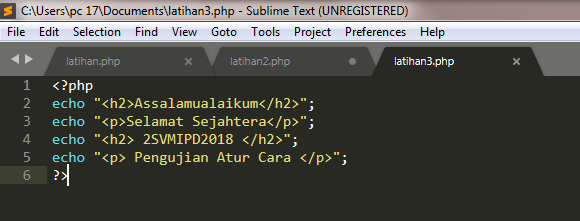 C:\Users\pc 17\Documents\latihan3.php - Sublime Text (UNREGISTERED)
File Edit Selection Find View Goto Tools Project Preferences Help
latihan.php latihan2.php latihan3.php
1 <?php
2 echo "<h2>Assalamualaikum</h2>";
3 echo "<p>Selamat Sejahtera</p>";
4 echo "<h2> 2SVMIPD2018 </h2>";
5 echo "<p> Pengujian Atur Cara </p>";
6 ?>